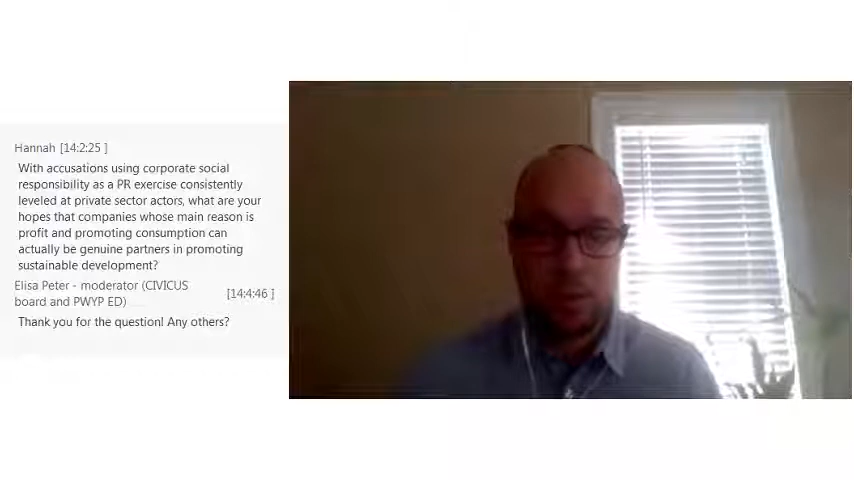 Hannah [14:2:25 ]
With accusations using corporate social
responsibility as a PR exercise consistently
leveled at private sector actors, what are your
hopes that companies whose main reason is
profit and promoting consumption can
actually be genuine partners in promoting
sustainable development?
Elisa Peter - moderator (CIVICUS
board and PWYP ED) [14:4:46 ]
Thank you for the question! Any others?